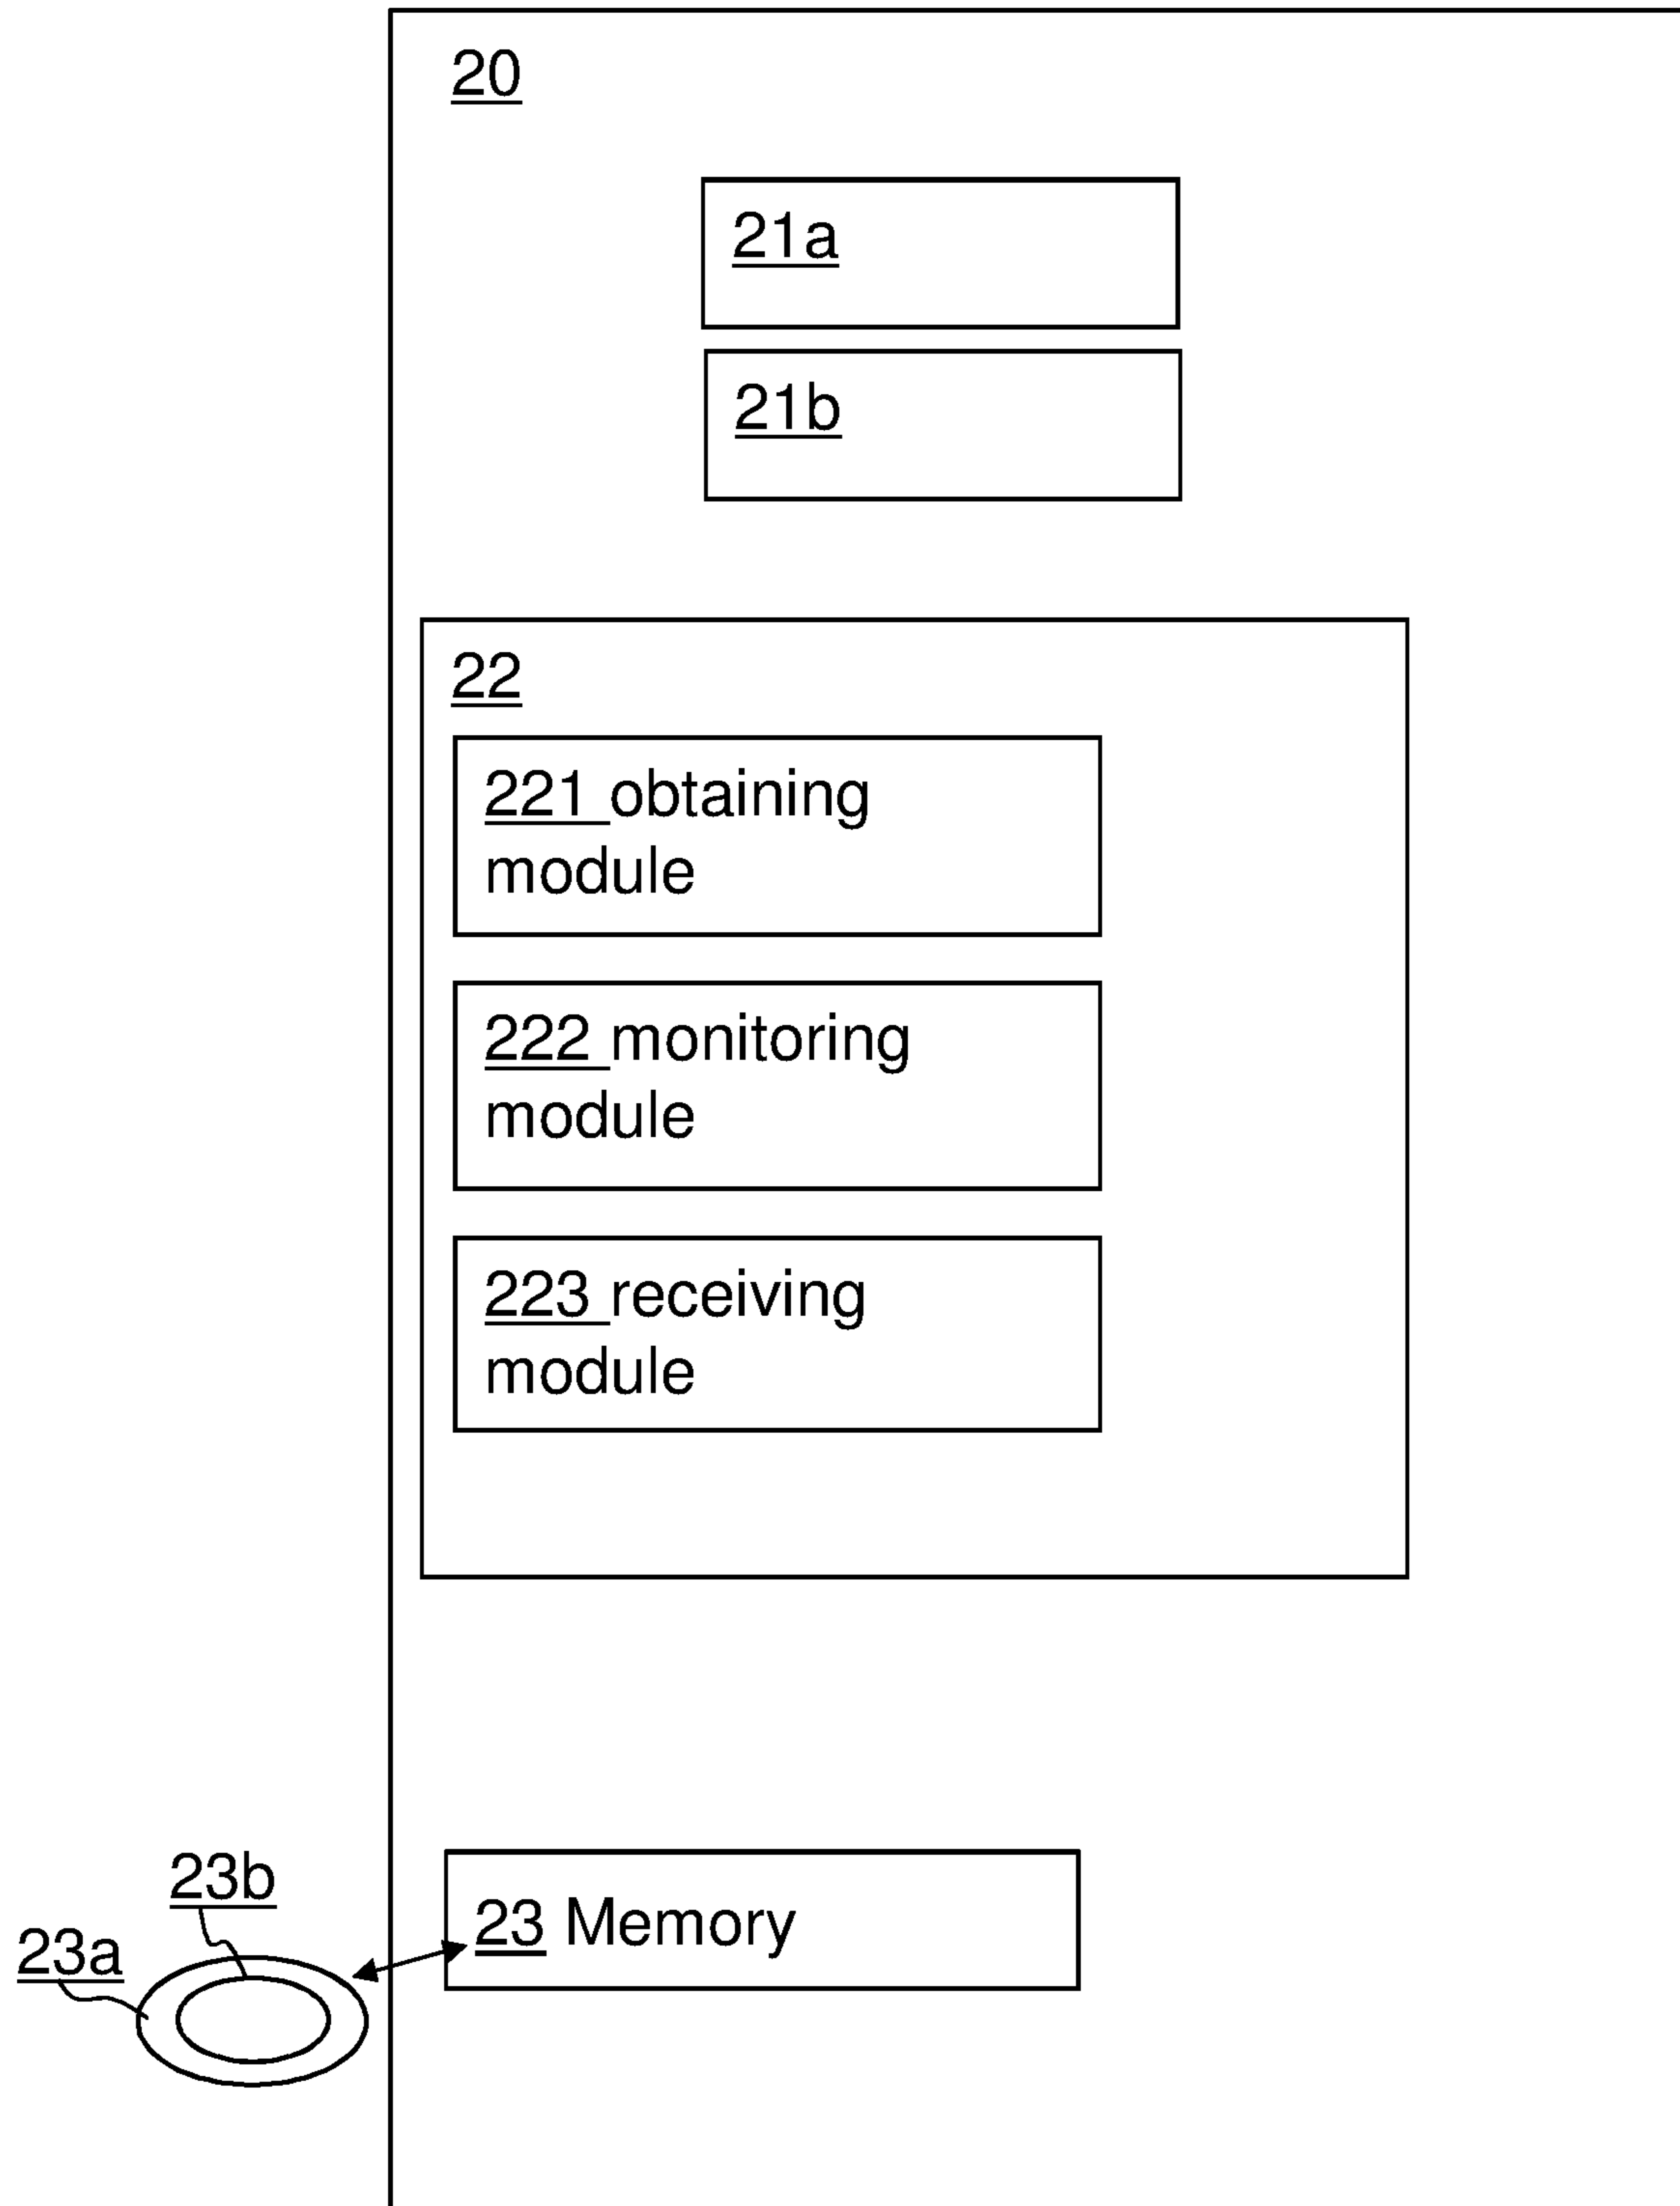 20
21a
21b
22
221 obtaining
module
222 monitoring
module
223 receiving
module
23b
23 Memory
23a